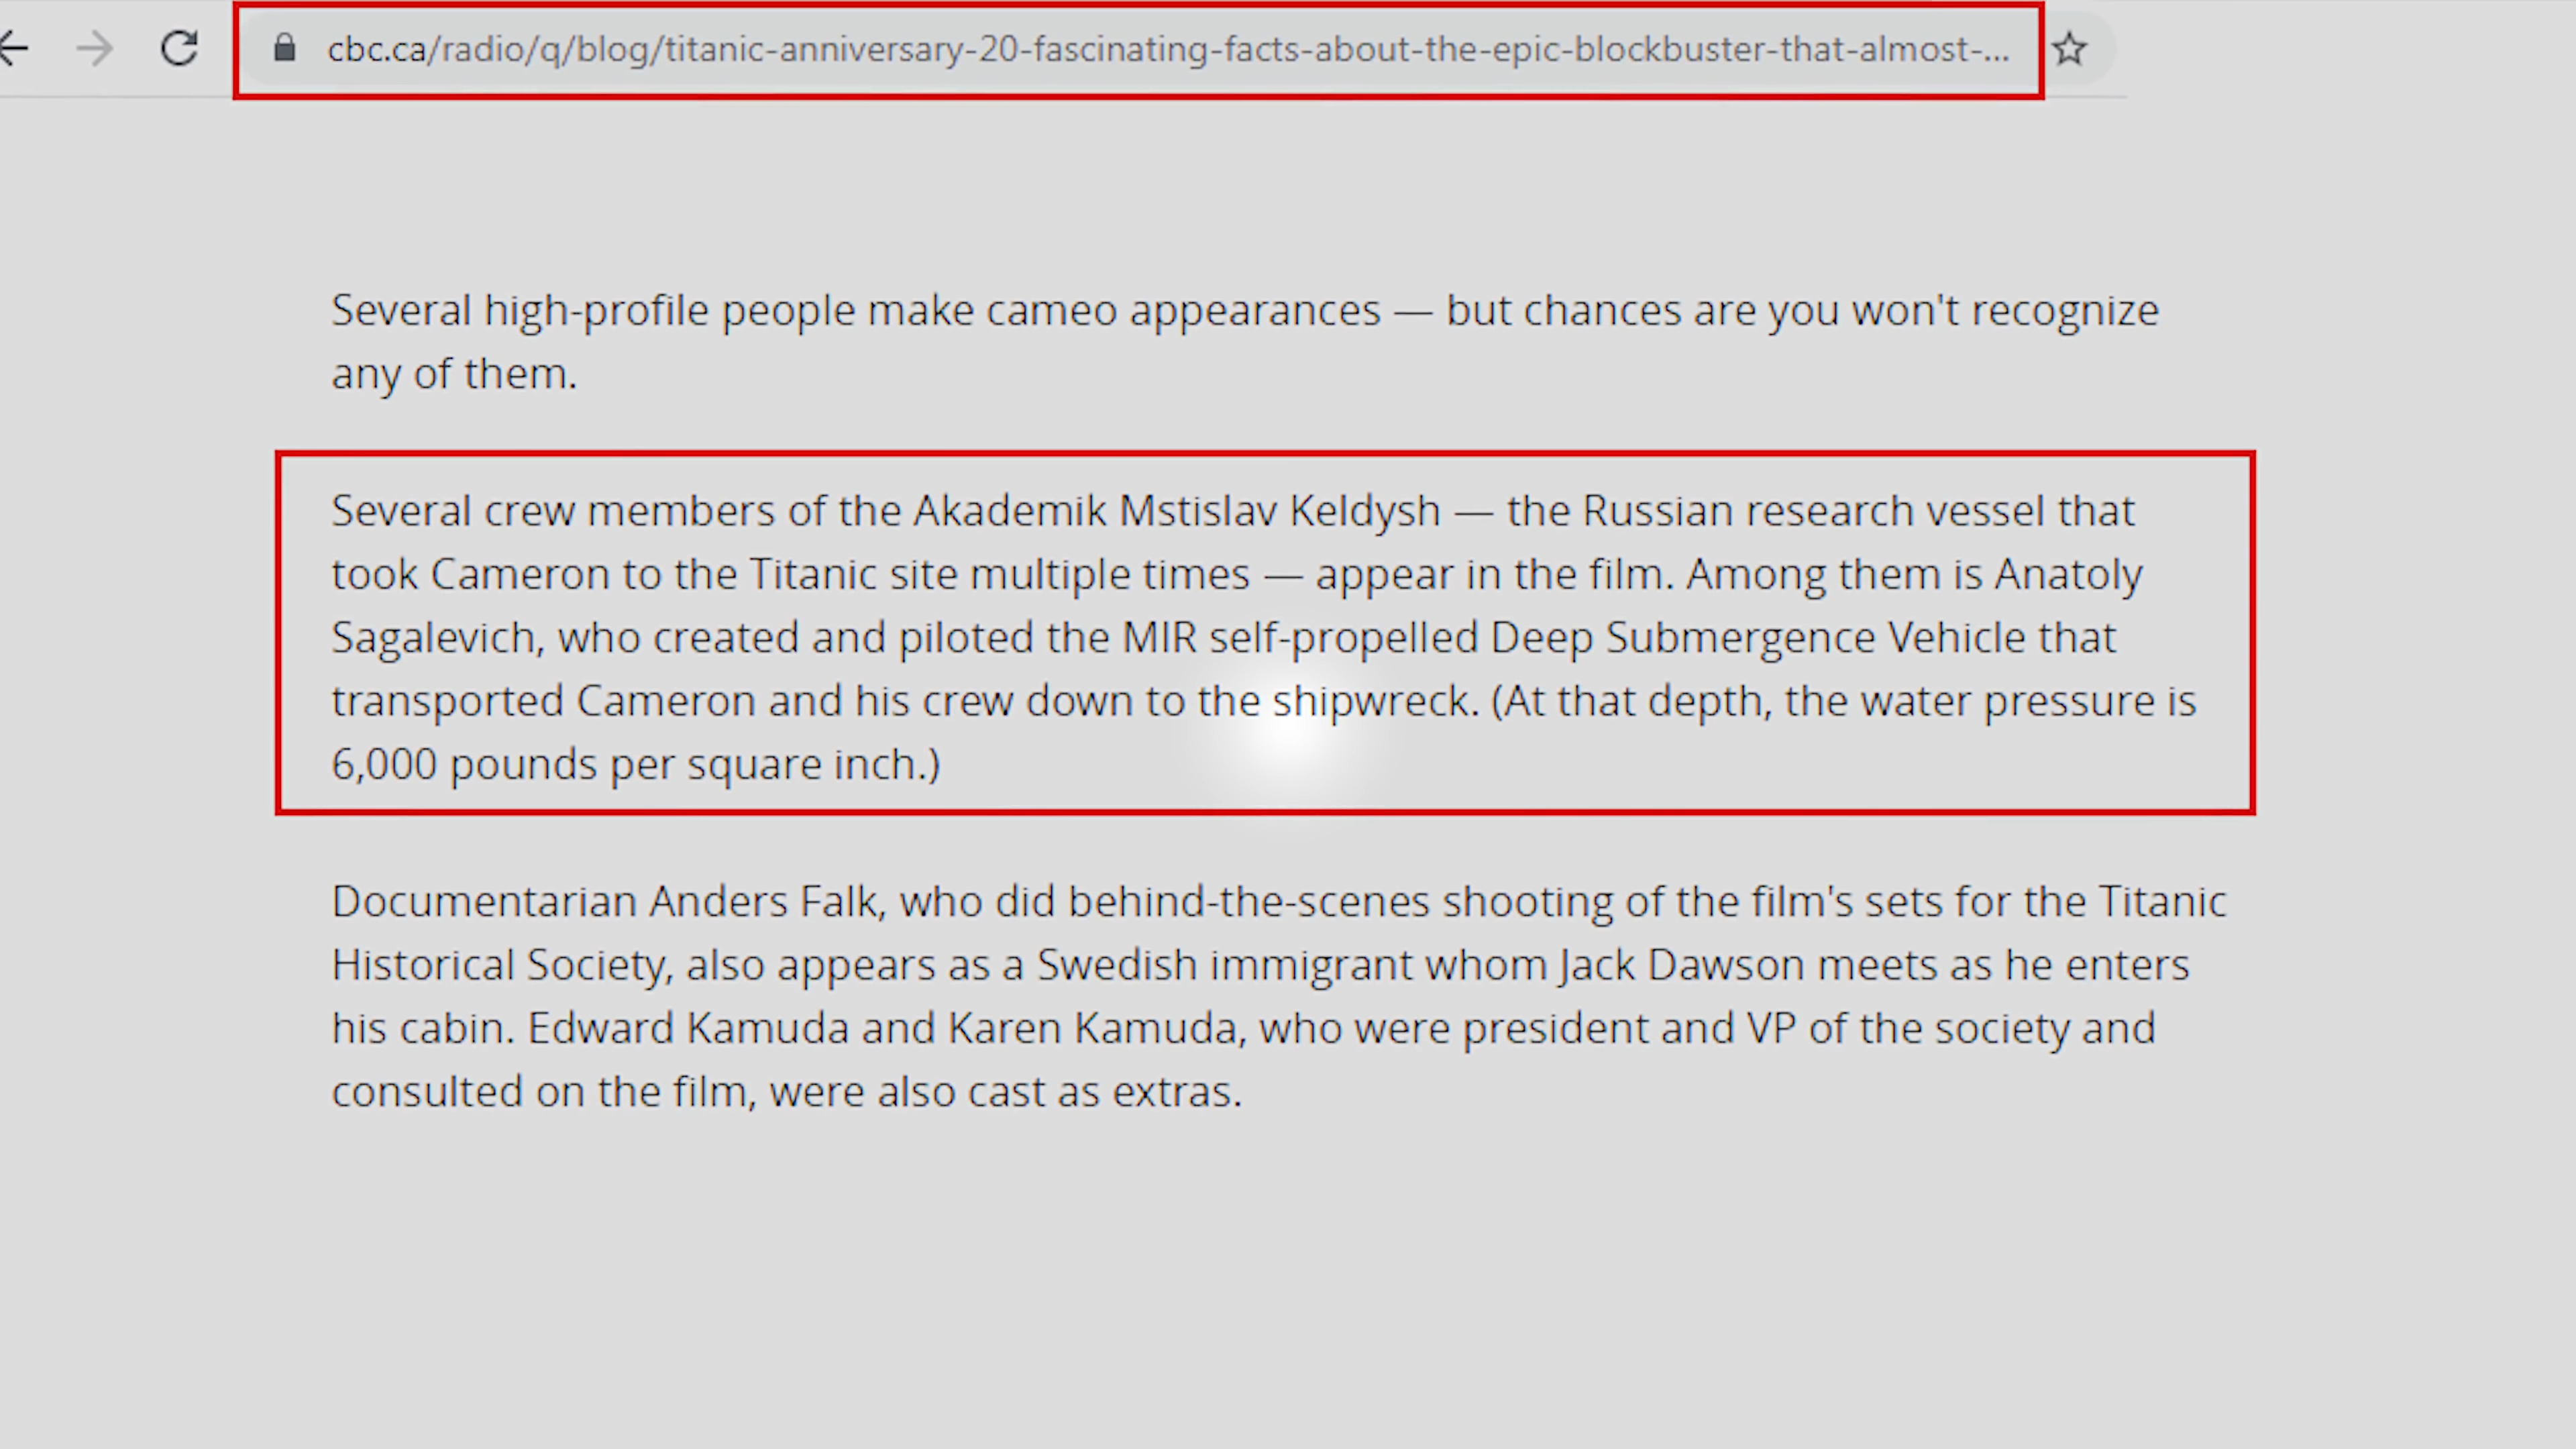 cbc.ca/radio/q/blog/titanic-anniversary-20-fascinating-facts-about-the-epic-blockbuster-that-almost-...
Several high-profile people make cameo appearances — but chances are you won't recognize
any of them.
Several crew members of the Akademik Mstislav Keldysh — the Russian research vessel that
took Cameron to the Titanic site multiple times — appear in the film. Among them is Anatoly
Sagalevich, who created and piloted the MIR self-propelled Deep Submergence Vehicle that
transported Cameron and his crew down to the shipwreck. (At that depth, the water pressure is
6,000 pounds per square inch.)
Documentarian Anders Falk, who did behind-the-scenes shooting of the film's sets for the Titanic
Historical Society, also appears as a Swedish immigrant whom Jack Dawson meets as he enters
his cabin. Edward Kamuda and Karen Kamuda, who were president and VP of the society and
consulted on the film, were also cast as extras.